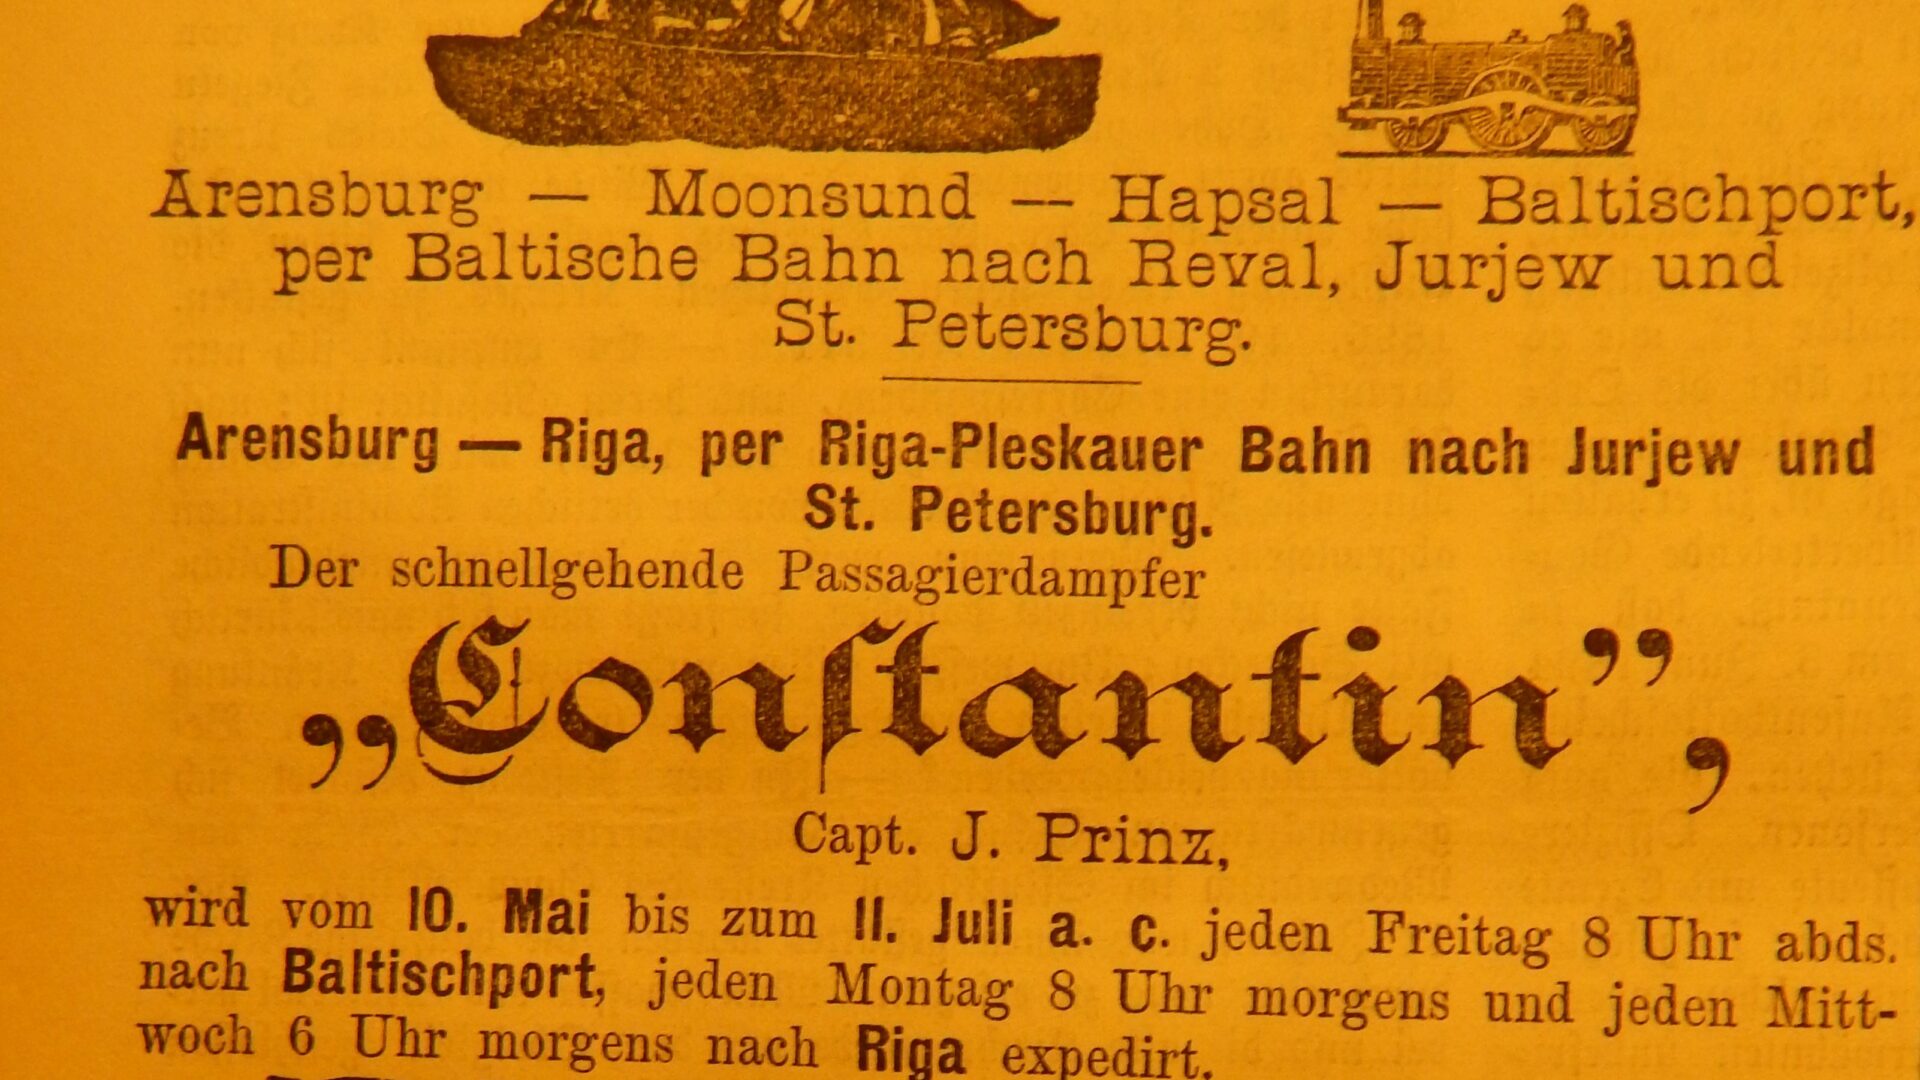 Arensburg — Moonsund — Hapsal — Baltischport,
per Baltische Bahn nach Reval, Jurjew und
St. Petersburg.
Arensburg — Riga, per Riga-Pleskauer Bahn nach Jurjew und
St. Petersburg.
Der schnellgehende Passagierdampfer
„Conſtantin”,
Capt. J. Prinz,
wird vom 10. Mai bis zum 11. Juli a. c. jeden Freitag 8 Uhr abds.
nach Baltischport, jeden Montag 8 Uhr morgens und jeden Mitt-
woch 6 Uhr morgens nach Riga expedirt.